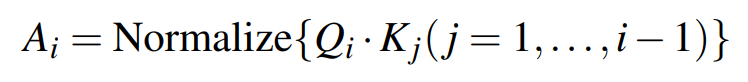 A_i = Normalize{Q_i · K_j(j = 1,...,i − 1)}